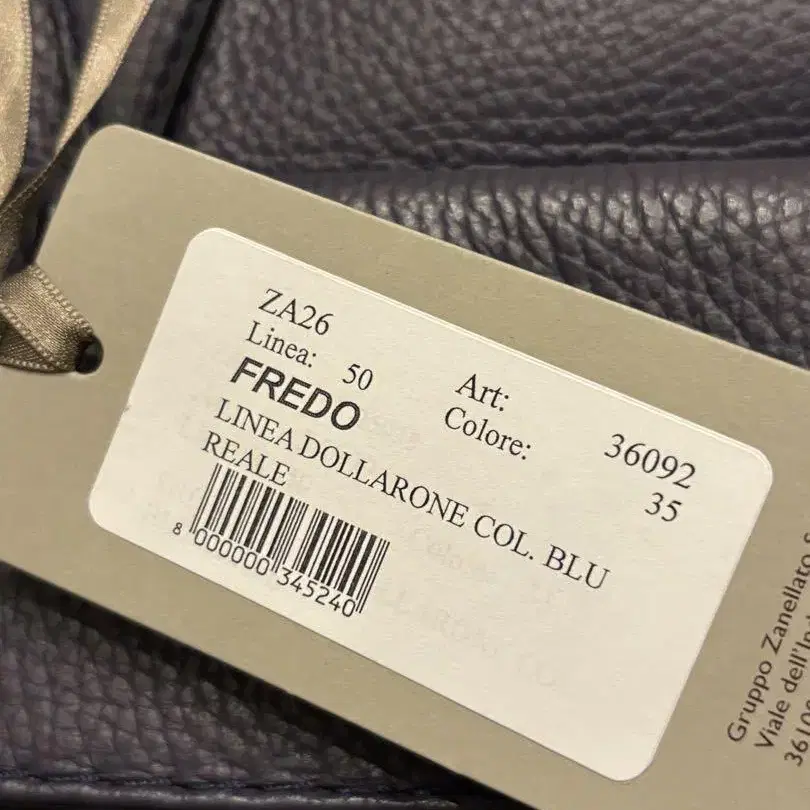 ZA26
Linea: 50 Art: 36092
FREDO Colore: 35
LINEA DOLLARONE COL. BLU
REALE
8 000000 345240
Gruppo Zanellato S
Viale dell'In